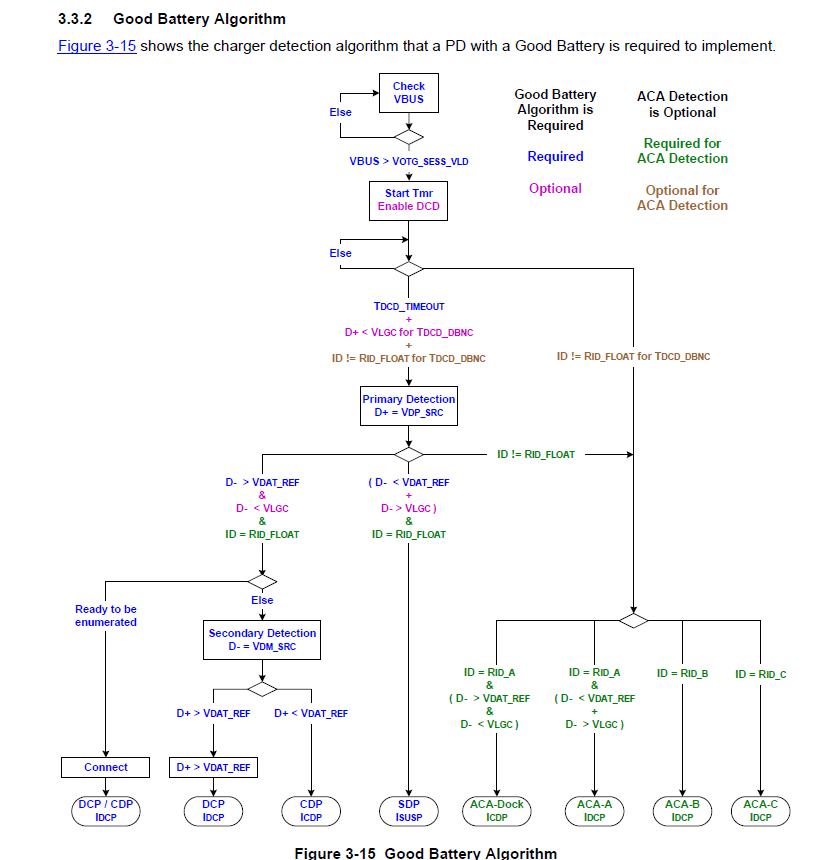 3.3.2 Good Battery Algorithm
Figure 3-15 shows the charger detection algorithm that a PD with a Good Battery is required to implement.
Check
VBUS
Else
VBUS > VOTG_SESS_VLD
Good Battery
Algorithm is
Required
Required
Optional
ACA Detection
is Optional
Required for
ACA Detection
Optional for
ACA Detection
Start Tmr
Enable DCD
Else
TDCD_TIMEOUT
+
D+ < VLGC for TDCD_DBNC
+
ID != RID_FLOAT for TDCD_DBNC
ID != RID_FLOAT for TDCD_DBNC
Primary Detection
D+ = VDP_SRC
ID != RID_FLOAT
D- > VDAT_REF
&
D- < VLGC
&
ID = RID_FLOAT
( D- < VDAT_REF
+
D- > VLGC )
&
ID = RID_FLOAT
Ready to be
enumerated
Else
Secondary Detection
D- = VDM_SRC
D+ > VDAT_REF
D+ < VDAT_REF
ID = RID_A
&
( D- > VDAT_REF
&
D- < VLGC )
ID = RID_A
&
( D- < VDAT_REF
+
D- > VLGC )
ID = RID_B
ID = RID_C
Connect
D+ > VDAT_REF
DCP / CDP
IDCP
DCP
IDCP
CDP
ICDP
SDP
ISUSP
ACA-Dock
ICDP
ACA-A
IDCP
ACA-B
IDCP
ACA-C
IDCP
Figure 3-15 Good Battery Algorithm